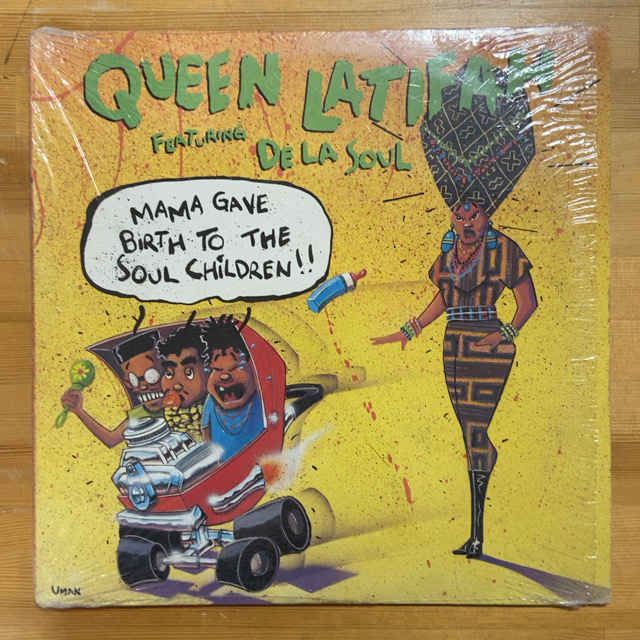 QUEEN LATIFAH
FEATURING
DE LA SOUL
MAMA GAVE
BIRTH TO THE
SOUL CHILDREN!!
UMAN